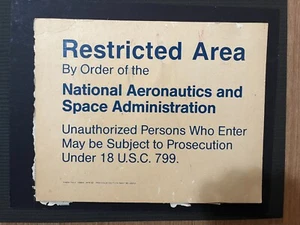 Restricted Area
By Order of the
National Aeronautics and
Space Administration
Unauthorized Persons Who Enter
May be Subject to Prosecution
Under 18 U.S.C. 799.